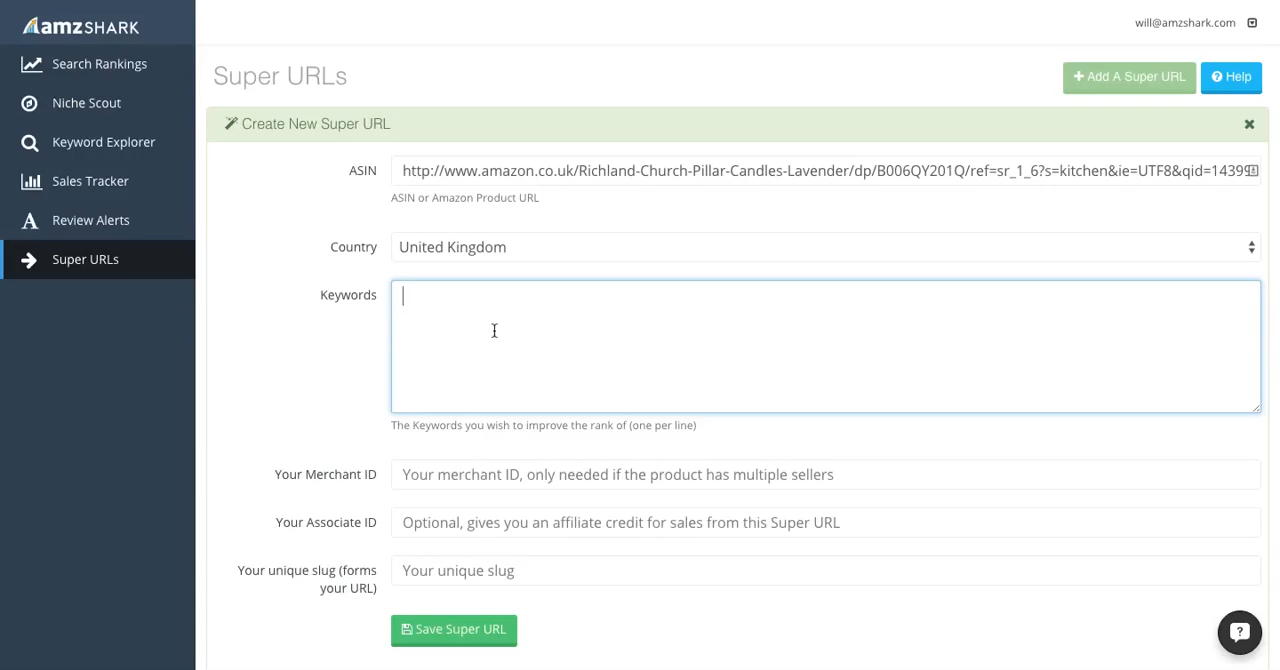 amzSHARK
will@amzshark.com
Search Rankings
Niche Scout
Keyword Explorer
Sales Tracker
Review Alerts
Super URLs
Super URLs
+ Add A Super URL
Help
Create New Super URL
ASIN
http://www.amazon.co.uk/Richland-Church-Pillar-Candles-Lavender/dp/B006QY201Q/ref=sr_1_6?s=kitchen&ie=UTF8&qid=14399
ASIN or Amazon Product URL
Country
United Kingdom
Keywords
The Keywords you wish to improve the rank of (one per line)
Your Merchant ID
Your merchant ID, only needed if the product has multiple sellers
Your Associate ID
Optional, gives you an affiliate credit for sales from this Super URL
Your unique slug (forms
your URL)
Your unique slug
Save Super URL